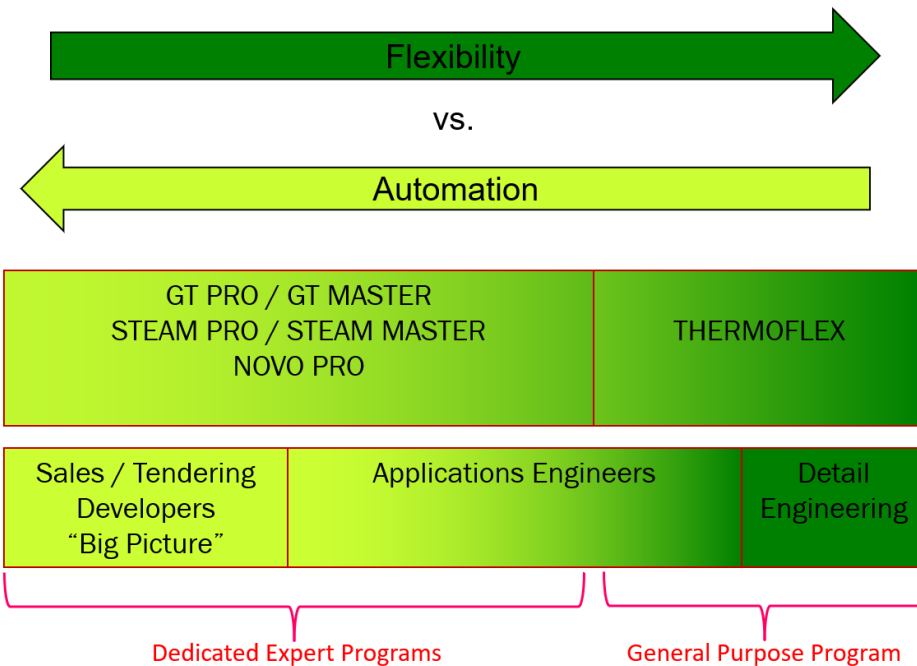 Flexibility
vs.
Automation
GT PRO / GT MASTER
STEAM PRO / STEAM MASTER
NOVO PRO
THERMOFLEX
Sales / Tendering
Developers
“Big Picture”
Applications Engineers
Detail
Engineering
Dedicated Expert Programs
General Purpose Program